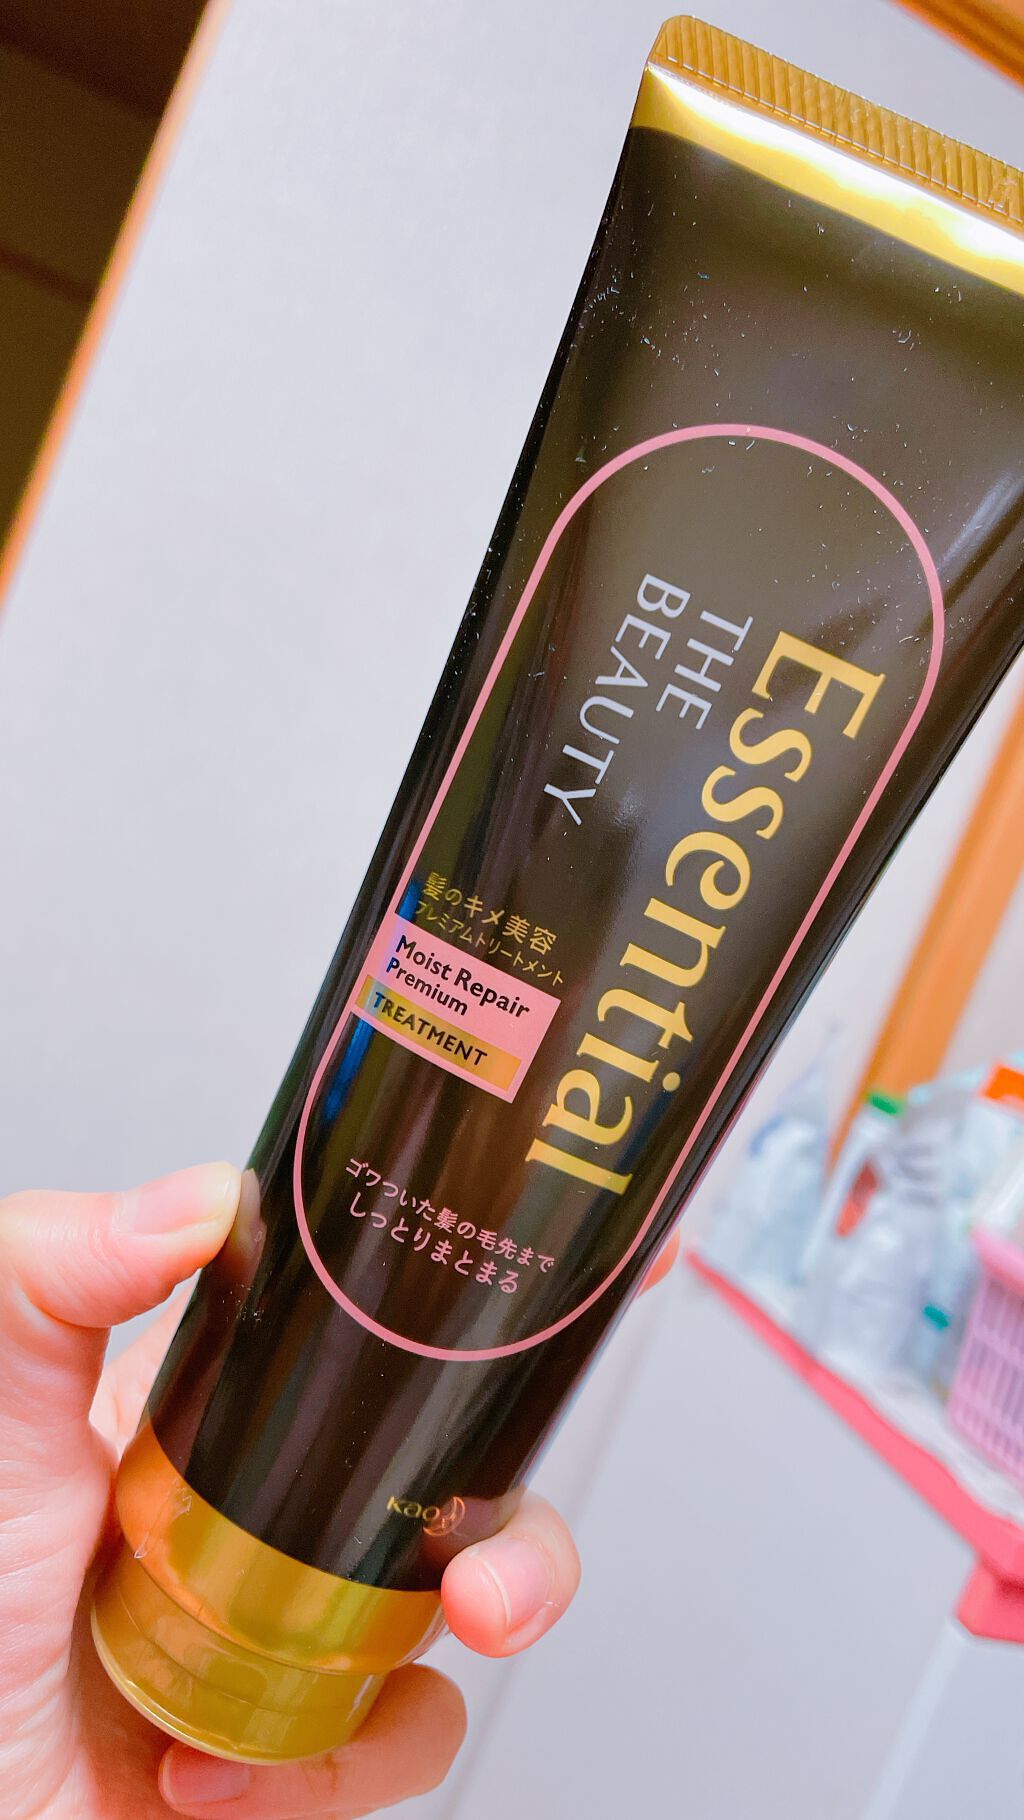 Essential
THE
BEAUTY
髪のキメ美容
プレミアムトリートメント
Moist Repair
Premium
TREATMENT
ゴワついた髪の毛先まで
しっとりまとまる
Kao